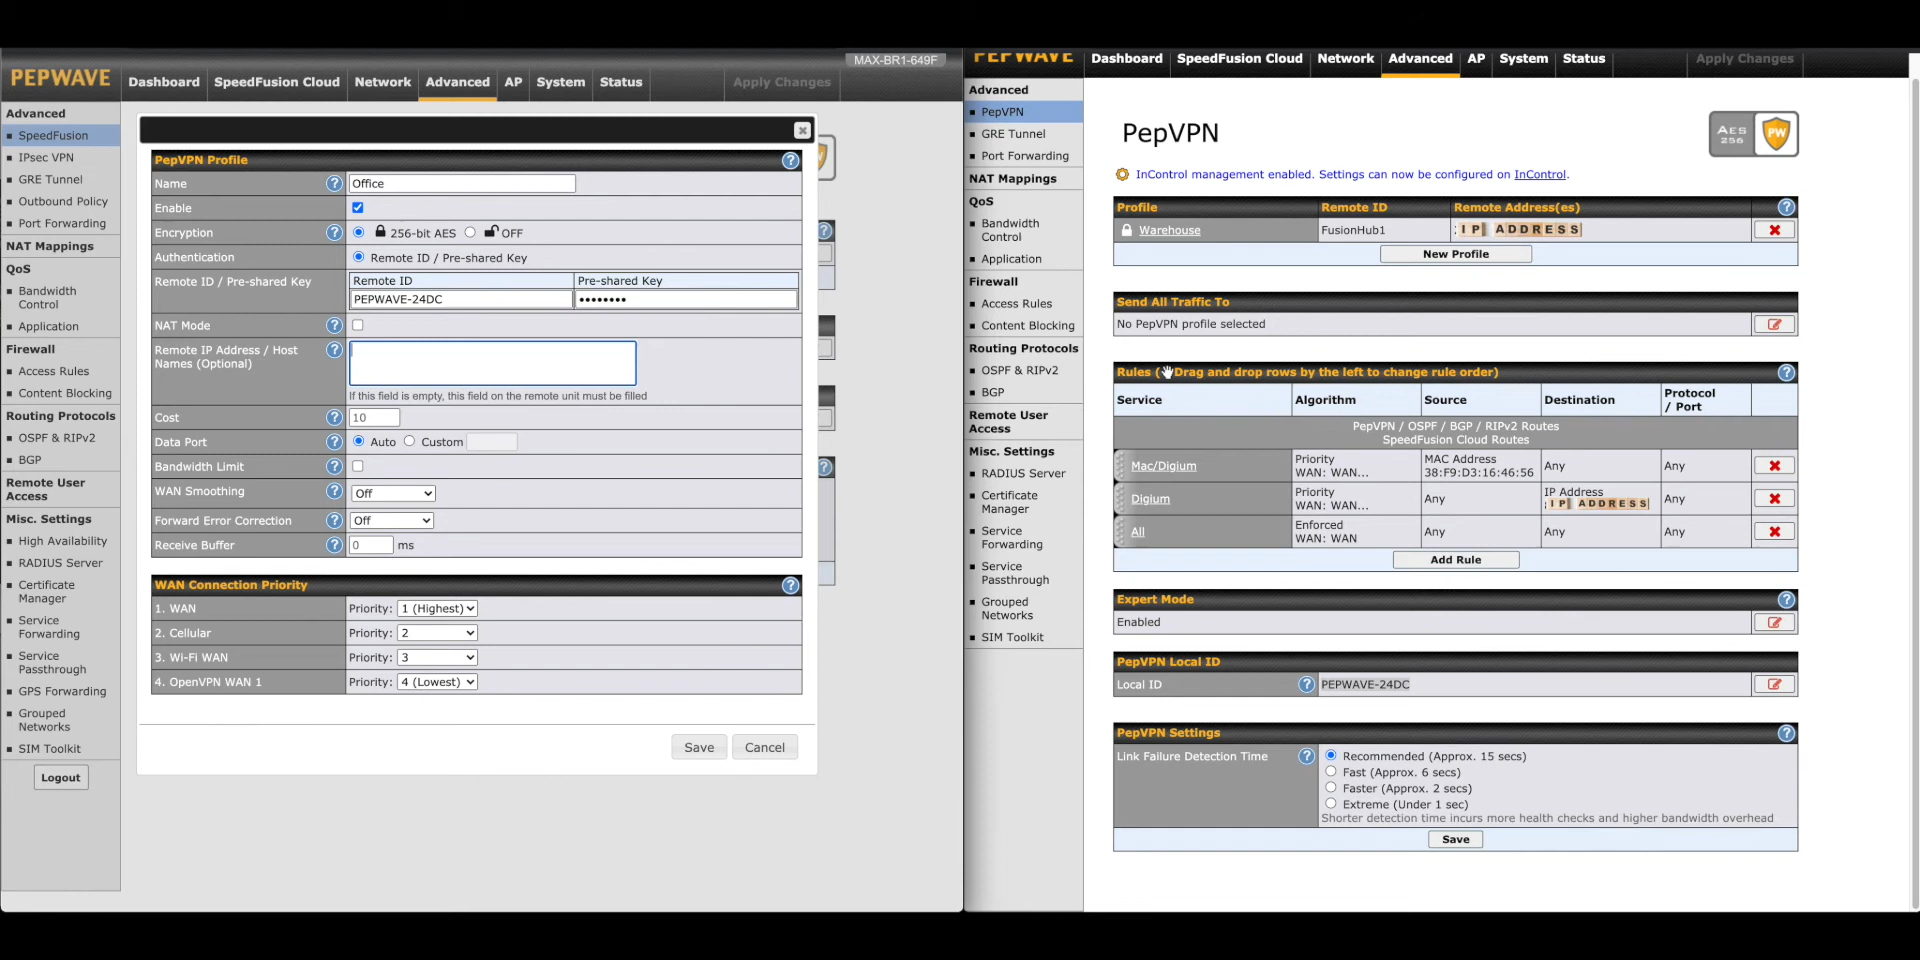 MAX-BR1-649F
PEPWAVE
Dashboard
SpeedFusion Cloud
Network
Advanced
AP
System
Status
Apply Changes
Advanced
SpeedFusion
IPsec VPN
GRE Tunnel
Outbound Policy
Port Forwarding
NAT Mappings
QoS
Bandwidth
Control
Application
Firewall
Access Rules
Content Blocking
Routing Protocols
OSPF & RIPv2
BGP
Remote User
Access
Misc. Settings
High Availability
RADIUS Server
Certificate
Manager
Service
Forwarding
Service
Passthrough
GPS Forwarding
Grouped
Networks
SIM Toolkit
Logout
PepVPN Profile
Name
Office
Enable
Encryption
256-bit AES
OFF
Authentication
Remote ID / Pre-shared Key
Remote ID / Pre-shared Key
Remote ID
Pre-shared Key
PEPWAVE-24DC
••••••••
NAT Mode
Remote IP Address / Host
Names (Optional)
If this field is empty, this field on the remote unit must be filled
Cost
10
Data Port
Auto
Custom
Bandwidth Limit
WAN Smoothing
Off
Forward Error Correction
Off
Receive Buffer
0
ms
WAN Connection Priority
1. WAN
Priority: 1 (Highest)
2. Cellular
Priority: 2
3. Wi-Fi WAN
Priority: 3
4. OpenVPN WAN 1
Priority: 4 (Lowest)
Save
Cancel
PEPWAVE
Dashboard
SpeedFusion Cloud
Network
Advanced
AP
System
Status
Apply Changes
Advanced
PepVPN
GRE Tunnel
Port Forwarding
NAT Mappings
QoS
Bandwidth
Control
Application
Firewall
Access Rules
Content Blocking
Routing Protocols
OSPF & RIPv2
BGP
Remote User
Access
Misc. Settings
RADIUS Server
Certificate
Manager
Service
Forwarding
Service
Passthrough
Grouped
Networks
SIM Toolkit
PepVPN
AES
256
PW
InControl management enabled. Settings can now be configured on InControl.
Profile
Remote ID
Remote Address(es)
Warehouse
FusionHub1
IP ADDRESS
New Profile
Send All Traffic To
No PepVPN profile selected
Rules (Drag and drop rows by the left to change rule order)
Service
Algorithm
Source
Destination
Protocol
/ Port
PepVPN / OSPF / BGP / RIPv2 Routes
SpeedFusion Cloud Routes
Mac/Digium
Priority
WAN: WAN...
MAC Address
38:F9:D3:16:46:56
Any
Any
Digium
Priority
WAN: WAN...
Any
IP Address
IP ADDRESS
Any
All
Enforced
WAN: WAN
Any
Any
Any
Add Rule
Expert Mode
Enabled
PepVPN Local ID
Local ID
PEPWAVE-24DC
PepVPN Settings
Link Failure Detection Time
Recommended (Approx. 15 secs)
Fast (Approx. 6 secs)
Faster (Approx. 2 secs)
Extreme (Under 1 sec)
Shorter detection time incurs more health checks and higher bandwidth overhead
Save